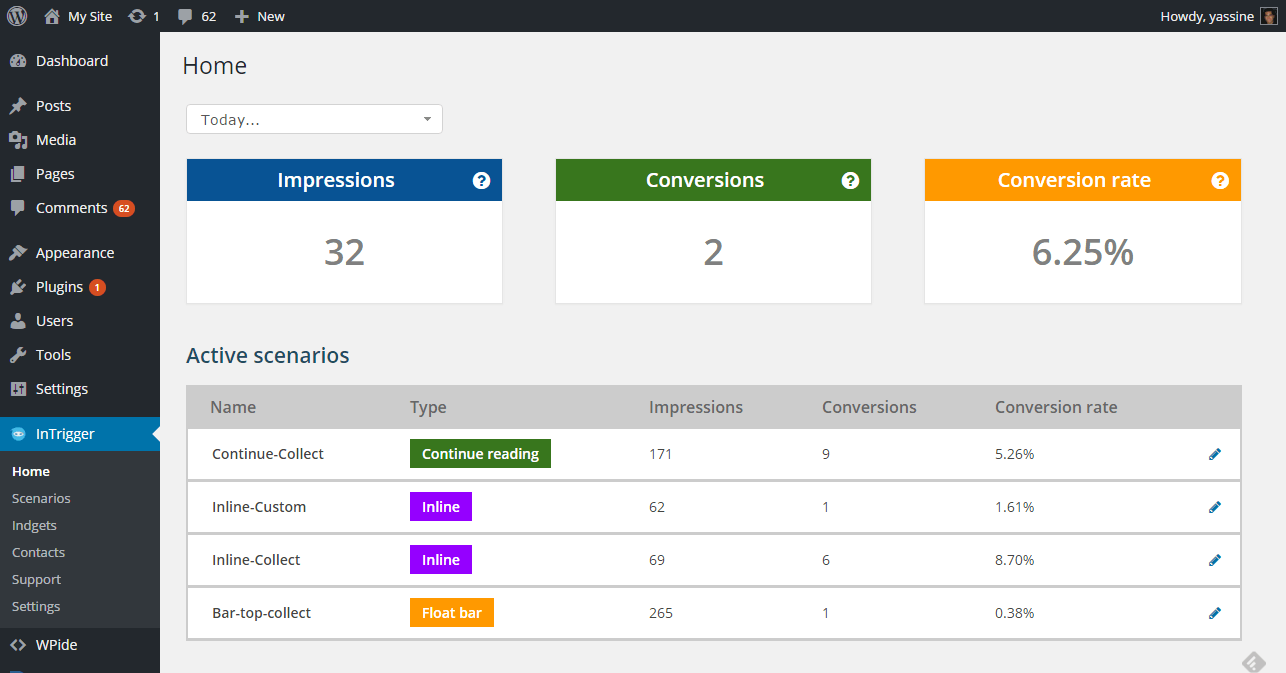 My Site 1 62 New Howdy, yassine
Dashboard
Posts
Media
Pages
Comments 62
Appearance
Plugins 1
Users
Tools
Settings
InTrigger
Home
Scenarios
Indgets
Contacts
Support
Settings
WPide
Home
Today...
Impressions ?
32
Conversions ?
2
Conversion rate ?
6.25%
Active scenarios
Name Type Impressions Conversions Conversion rate
Continue-Collect Continue reading 171 9 5.26%
Inline-Custom Inline 62 1 1.61%
Inline-Collect Inline 69 6 8.70%
Bar-top-collect Float bar 265 1 0.38%